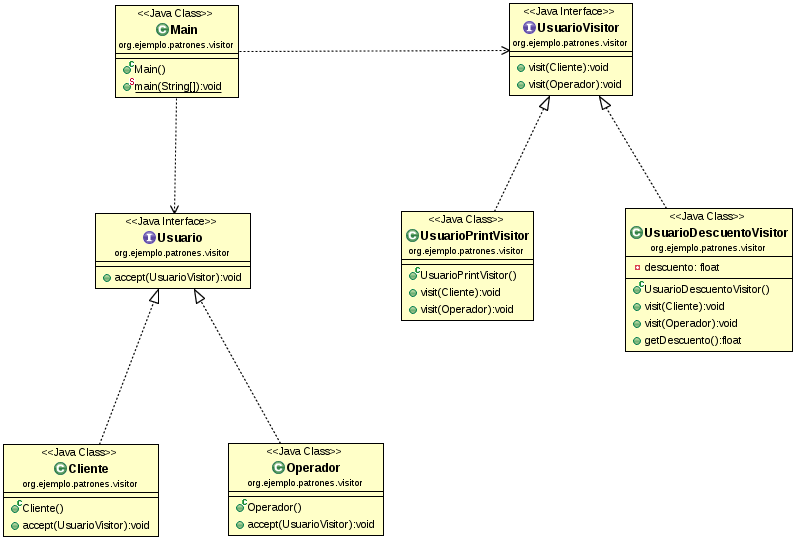 <<Java Class>>
Main
org.ejemplo.patrones.visitor
Main()
main(String[]):void
<<Java Interface>>
UsuarioVisitor
org.ejemplo.patrones.visitor
visit(Cliente):void
visit(Operador):void
<<Java Interface>>
Usuario
org.ejemplo.patrones.visitor
accept(UsuarioVisitor):void
<<Java Class>>
UsuarioPrintVisitor
org.ejemplo.patrones.visitor
UsuarioPrintVisitor()
visit(Cliente):void
visit(Operador):void
<<Java Class>>
UsuarioDescuentoVisitor
org.ejemplo.patrones.visitor
descuento: float
UsuarioDescuentoVisitor()
visit(Cliente):void
visit(Operador):void
getDescuento():float
<<Java Class>>
Cliente
org.ejemplo.patrones.visitor
Cliente()
accept(UsuarioVisitor):void
<<Java Class>>
Operador
org.ejemplo.patrones.visitor
Operador()
accept(UsuarioVisitor):void